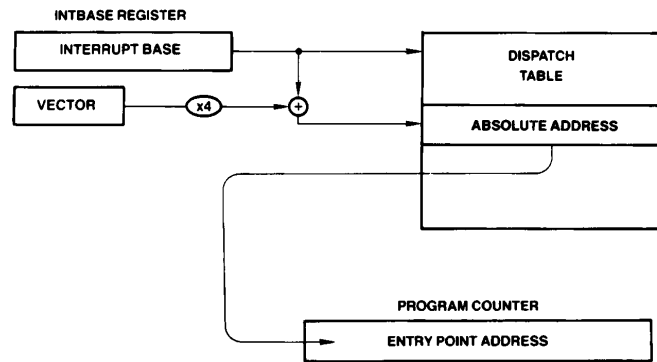 INTBASE REGISTER
INTERRUPT BASE
DISPATCH
TABLE
VECTOR
x4
+
ABSOLUTE ADDRESS
PROGRAM COUNTER
ENTRY POINT ADDRESS